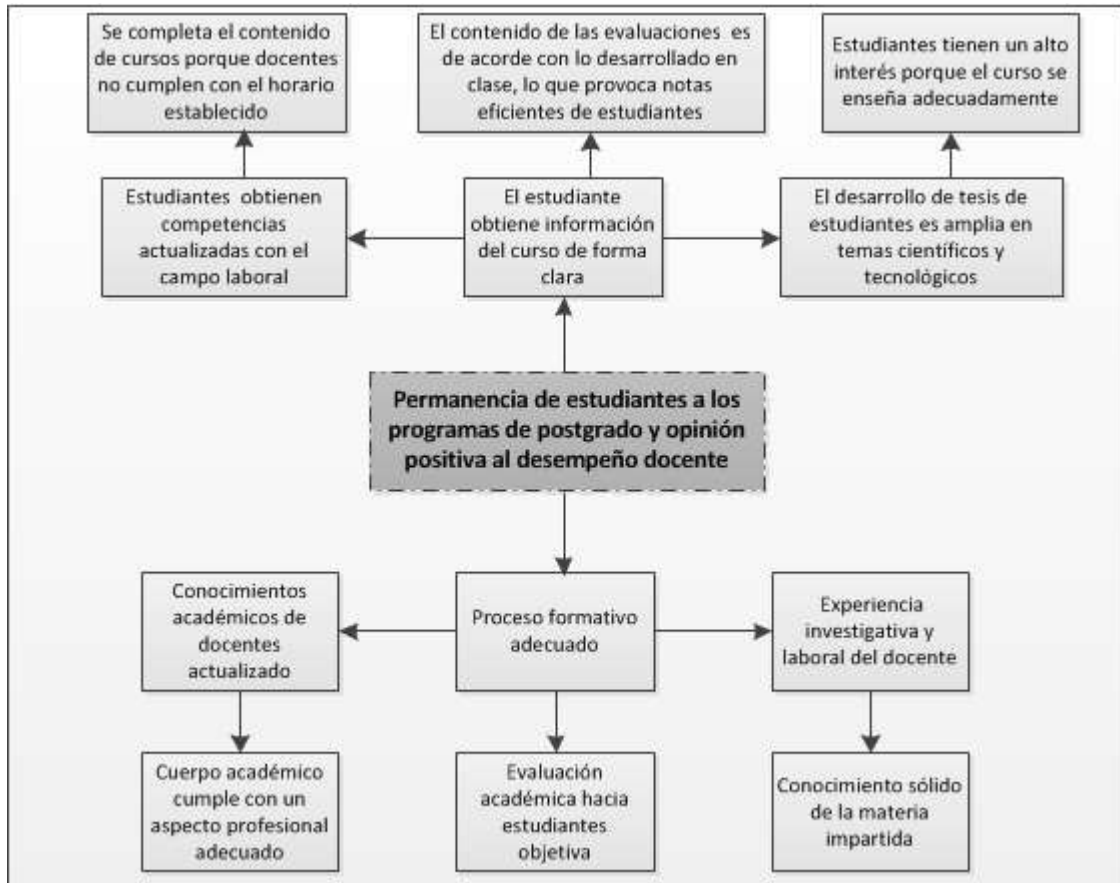 Se completa el contenido
de cursos porque docentes
no cumplen con el horario
establecido
El contenido de las evaluaciones es
de acorde con lo desarrollado en
clase, lo que provoca notas
eficientes de estudiantes
Estudiantes tienen un alto
interés porque el curso se
enseña adecuadamente
Estudiantes obtienen
competencias
actualizadas con el
campo laboral
El estudiante
obtiene información
del curso de forma
clara
El desarrollo de tesis de
estudiantes es amplia en
temas científicos y
tecnológicos
Permanencia de estudiantes a los
programas de postgrado y opinión
positiva al desempeño docente
Conocimientos
académicos de
docentes
actualizado
Proceso formativo
adecuado
Experiencia
investigativa y
laboral del docente
Cuerpo académico
cumple con un
aspecto profesional
adecuado
Evaluación
académica hacia
estudiantes
objetiva
Conocimiento sólido
de la materia
impartida